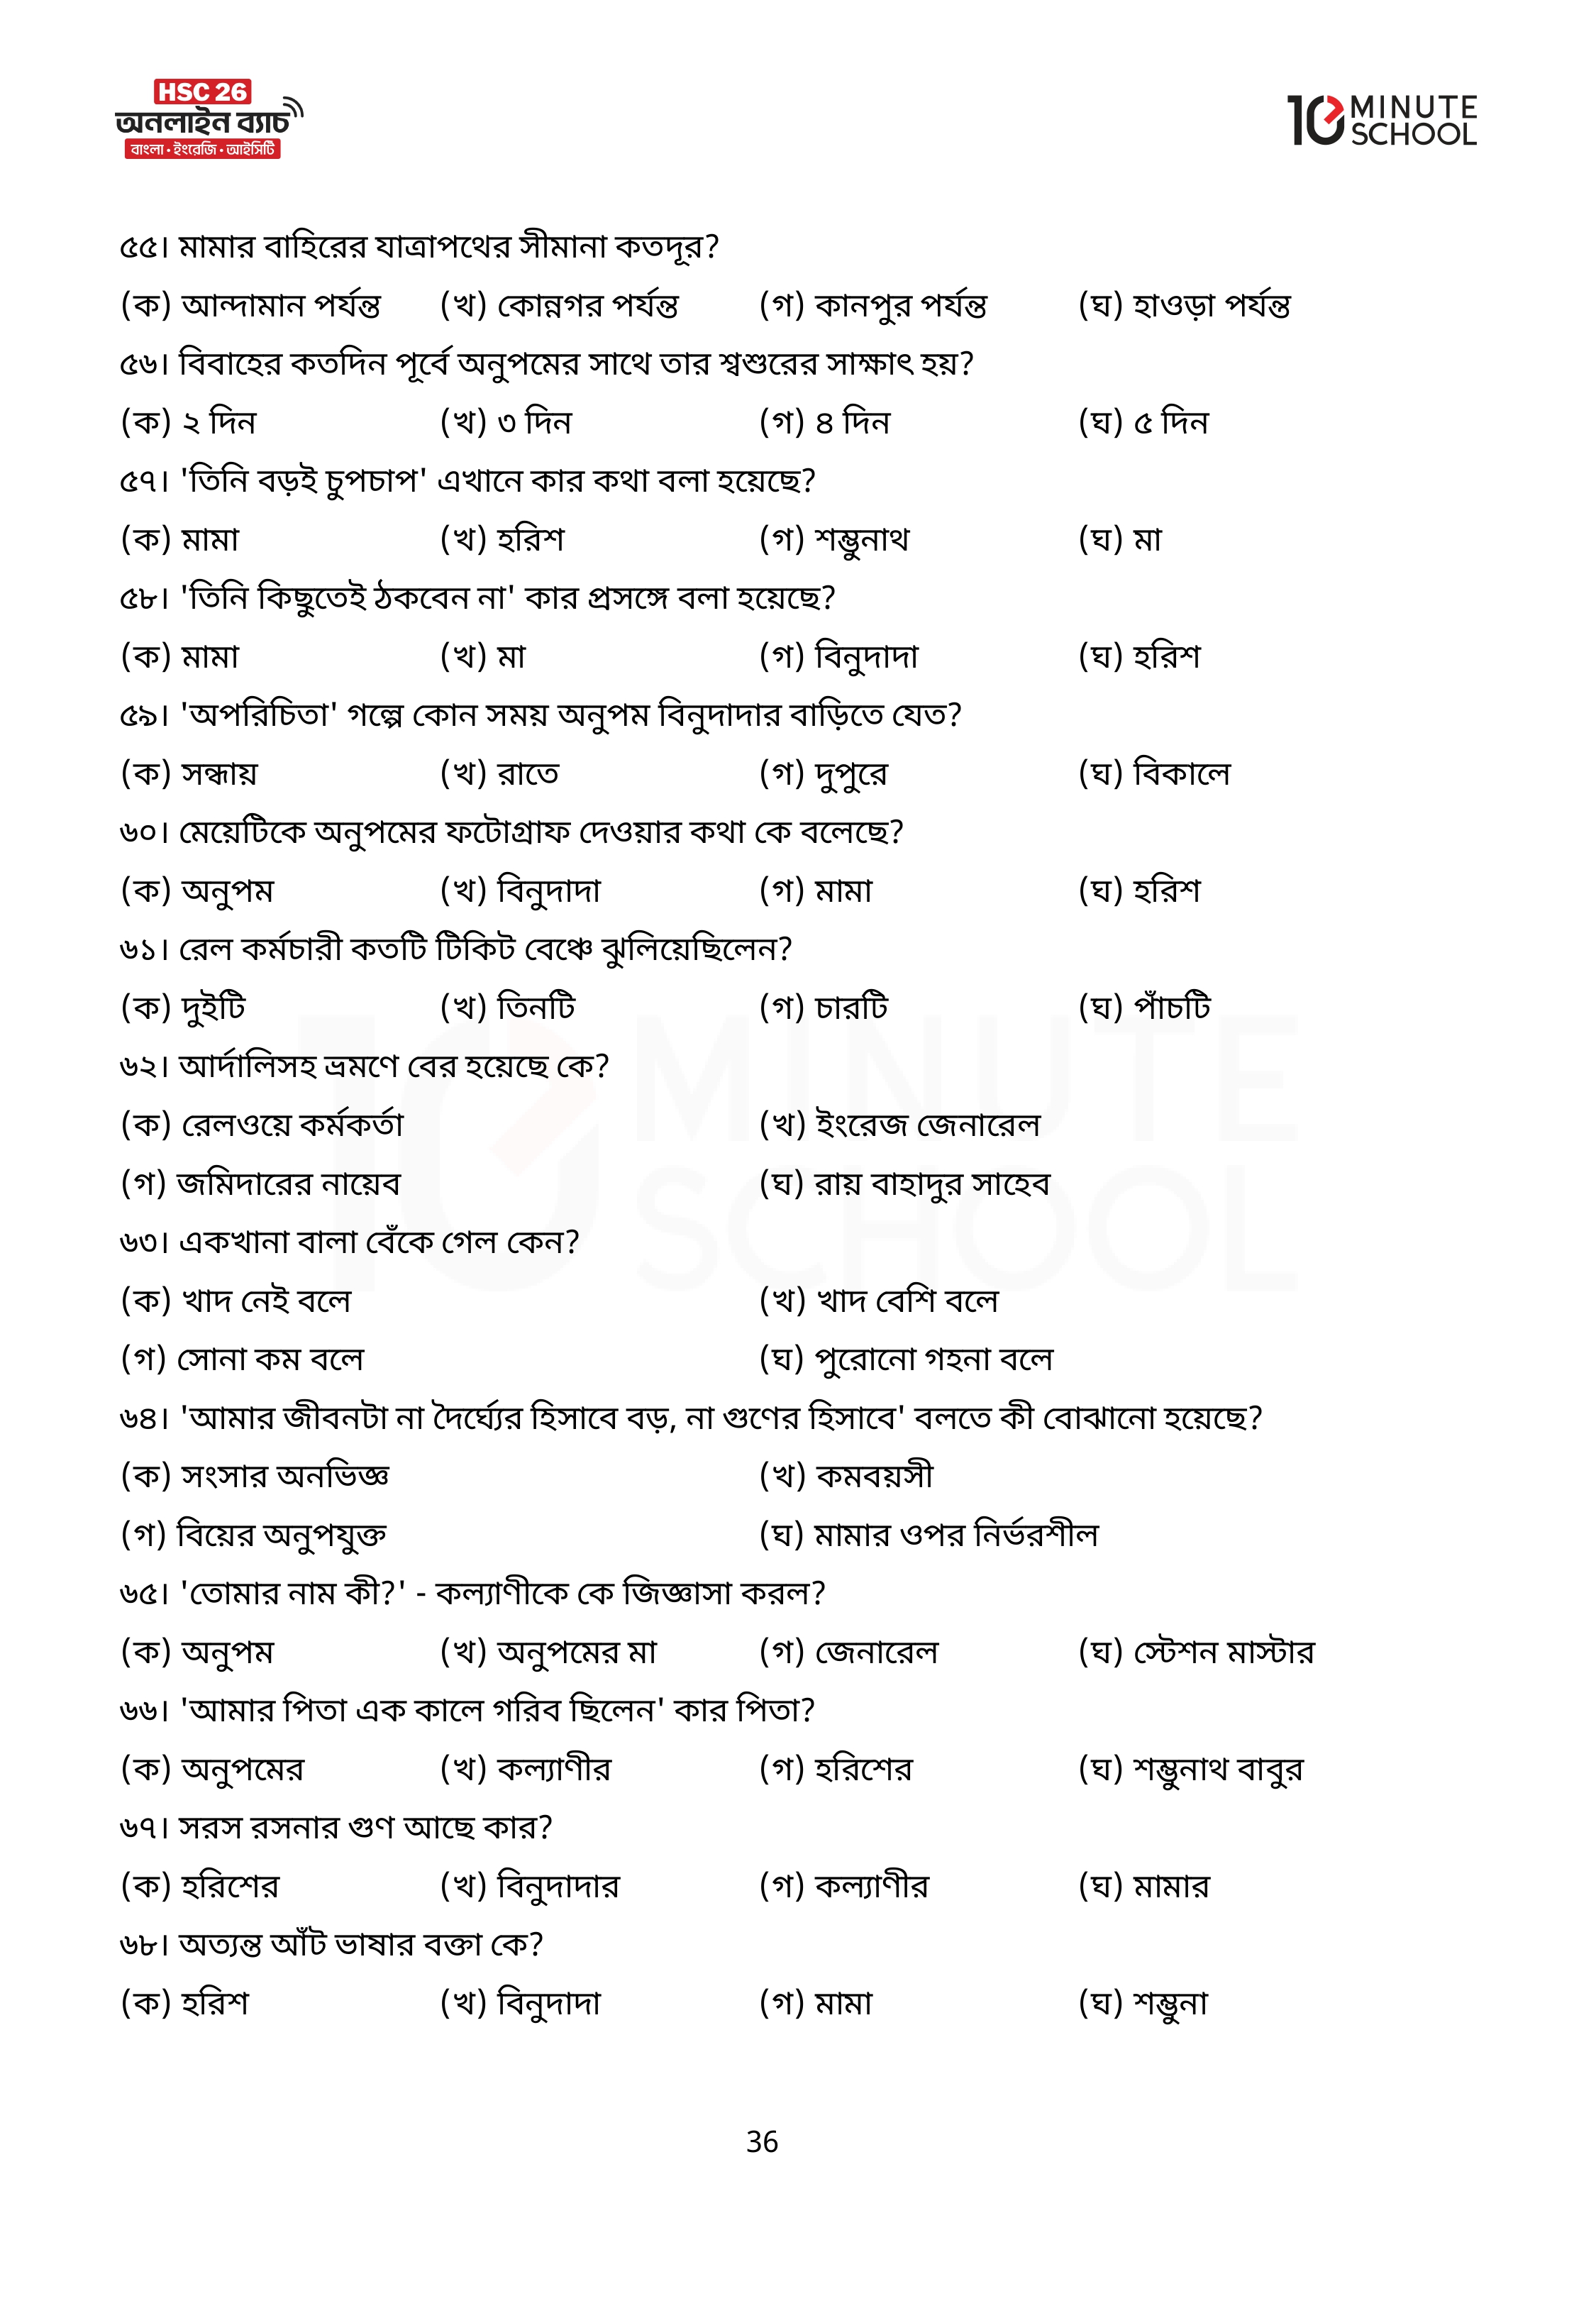 HSC 26
অনলাইন ব্যাচ
বাংলা • ইংরেজি • আইসিটি
10 MINUTE SCHOOL
৫৫। মামার বাহিরের যাত্রাপথের সীমানা কতদূর?
(ক) আন্দামান পর্যন্ত (খ) কোন্নগর পর্যন্ত (গ) কানপুর পর্যন্ত (ঘ) হাওড়া পর্যন্ত
৫৬। বিবাহের কতদিন পূর্বে অনুপমের সাথে তার শ্বশুরের সাক্ষাৎ হয়?
(ক) ২ দিন (খ) ৩ দিন (গ) ৪ দিন (ঘ) ৫ দিন
৫৭। 'তিনি বড়ই চুপচাপ' এখানে কার কথা বলা হয়েছে?
(ক) মামা (খ) হরিশ (গ) শম্ভুনাথ (ঘ) মা
৫৮। 'তিনি কিছুতেই ঠকবেন না' কার প্রসঙ্গে বলা হয়েছে?
(ক) মামা (খ) মা (গ) বিনুদাদা (ঘ) হরিশ
৫৯। 'অপরিচিতা' গল্পে কোন সময় অনুপম বিনুদাদার বাড়িতে যেত?
(ক) সন্ধায় (খ) রাতে (গ) দুপুরে (ঘ) বিকালে
৬০। মেয়েটিকে অনুপমের ফটোগ্রাফ দেওয়ার কথা কে বলেছে?
(ক) অনুপম (খ) বিনুদাদা (গ) মামা (ঘ) হরিশ
৬১। রেল কর্মচারী কতটি টিকিট বেঞ্চে ঝুলিয়েছিলেন?
(ক) দুইটি (খ) তিনটি (গ) চারটি (ঘ) পাঁচটি
৬২। আর্দালিসহ ভ্রমণে বের হয়েছে কে?
(ক) রেলওয়ে কর্মকর্তা (খ) ইংরেজ জেনারেল
(গ) জমিদারের নায়েব (ঘ) রায় বাহাদুর সাহেব
৬৩। একখানা বালা বেঁকে গেল কেন?
(ক) খাদ নেই বলে (খ) খাদ বেশি বলে
(গ) সোনা কম বলে (ঘ) পুরোনো গহনা বলে
৬৪। 'আমার জীবনটা না দৈর্ঘ্যের হিসাবে বড়, না গুণের হিসাবে' বলতে কী বোঝানো হয়েছে?
(ক) সংসার অনভিজ্ঞ (খ) কমবয়সী
(গ) বিয়ের অনুপযুক্ত (ঘ) মামার ওপর নির্ভরশীল
৬৫। 'তোমার নাম কী?' - কল্যাণীকে কে জিজ্ঞাসা করল?
(ক) অনুপম (খ) অনুপমের মা (গ) জেনারেল (ঘ) স্টেশন মাস্টার
৬৬। 'আমার পিতা এক কালে গরিব ছিলেন' কার পিতা?
(ক) অনুপমের (খ) কল্যাণীর (গ) হরিশের (ঘ) শম্ভুনাথ বাবুর
৬৭। সরস রসনার গুণ আছে কার?
(ক) হরিশের (খ) বিনুদাদার (গ) কল্যাণীর (ঘ) মামার
৬৮। অত্যন্ত আঁট ভাষার বক্তা কে?
(ক) হরিশ (খ) বিনুদাদা (গ) মামা (ঘ) শম্ভুনা
36